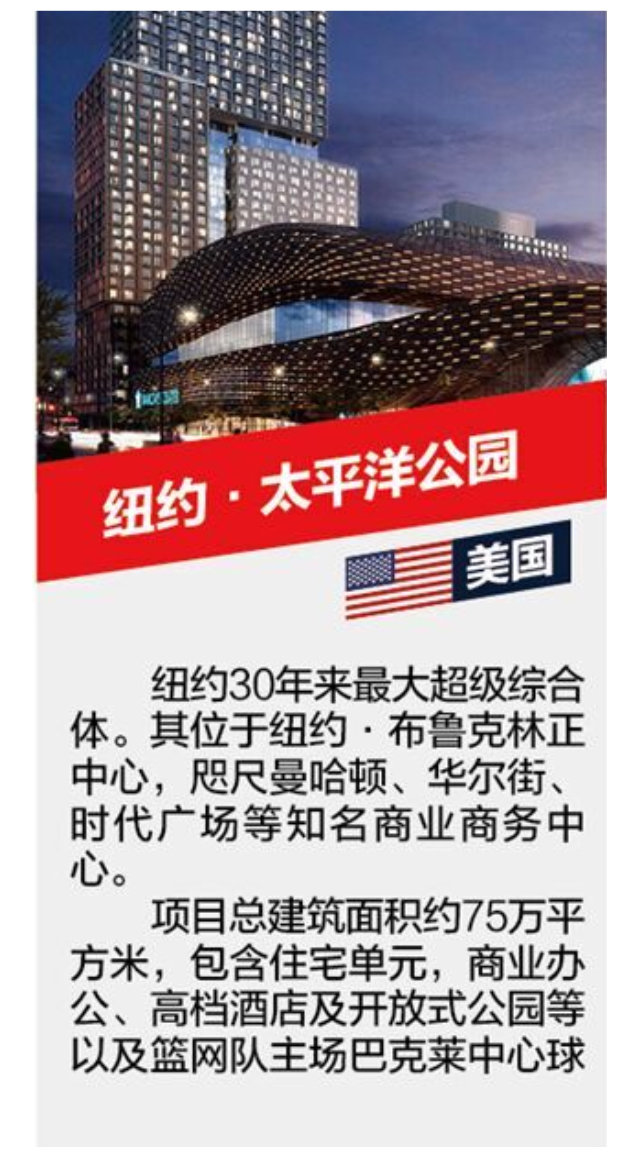 纽约·太平洋公园
美国
纽约30年来最大超级综合
体。其位于纽约·布鲁克林正
中心，咫尺曼哈顿、华尔街、
时代广场等知名商业商务中
心。
项目总建筑面积约75万平
方米，包含住宅单元，商业办
公、高档酒店及开放式公园等
以及篮网队主场巴克莱中心球